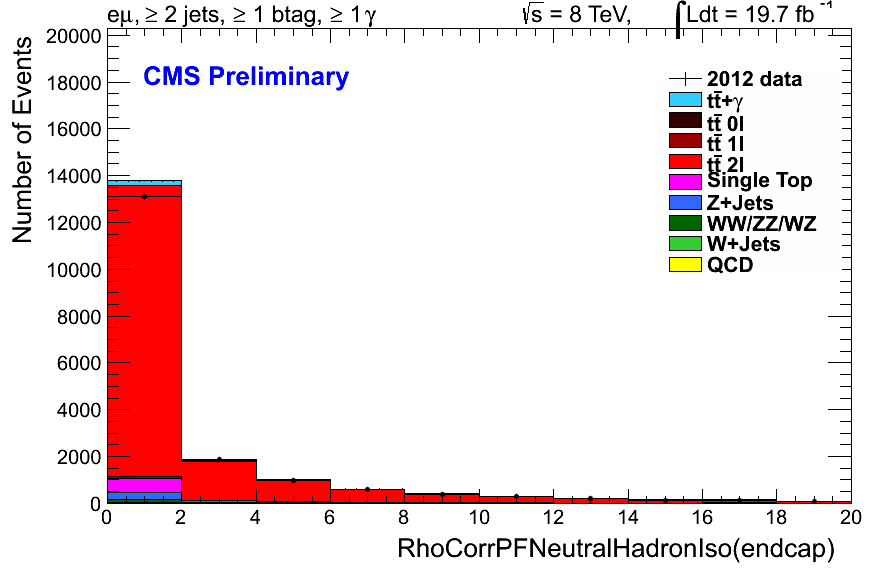 eμ, ≥ 2 jets, ≥ 1 btag, ≥ 1 γ
√s = 8 TeV, ∫Ldt = 19.7 fb⁻¹
Number of Events
CMS Preliminary
2012 data
tt̄+γ
tt̄ 0l
tt̄ 1l
tt̄ 2l
Single Top
Z+Jets
WW/ZZ/WZ
W+Jets
QCD
20000
18000
16000
14000
12000
10000
8000
6000
4000
2000
0
0 2 4 6 8 10 12 14 16 18 20
RhoCorrPFNeutralHadronIso(endcap)